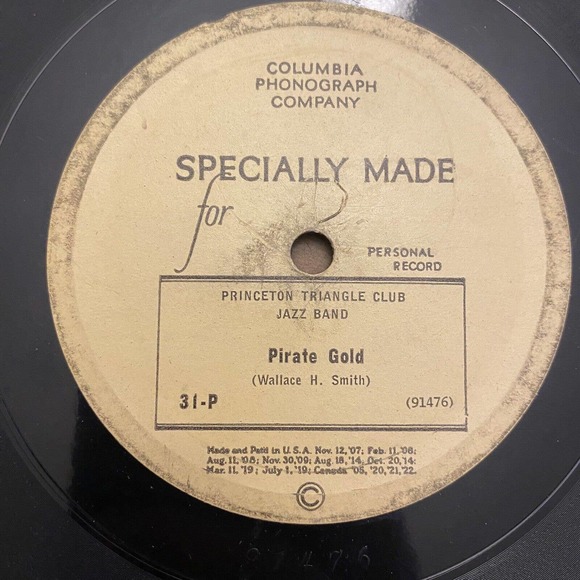 COLUMBIA
PHONOGRAPH
COMPANY
SPECIALLY MADE
for
PERSONAL
RECORD
PRINCETON TRIANGLE CLUB
JAZZ BAND
Pirate Gold
(Wallace H. Smith)
31-P (91476)
Made and Patd in U.S.A. Nov. 12, '07; Feb. 11, '08;
Aug. 11, '08; Nov. 30, '09; Aug. 18, '14; Oct. 20, '14;
Mar. 11, '19; July 1, '19; Canada '05, '20, '21, '22.
C
91476